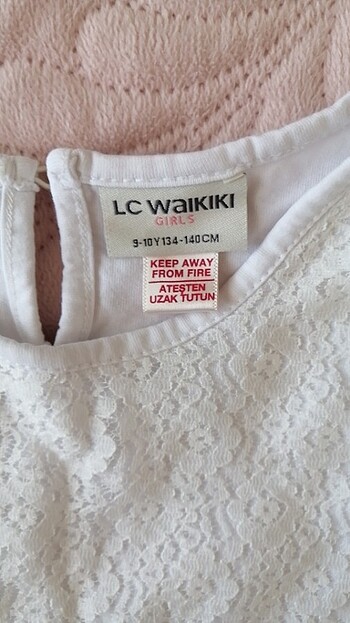 LC WAIKIKI
GIRLS
9-10Y 134-140CM
KEEP AWAY
FROM FIRE
ATEŞTEN
UZAK TUTUN